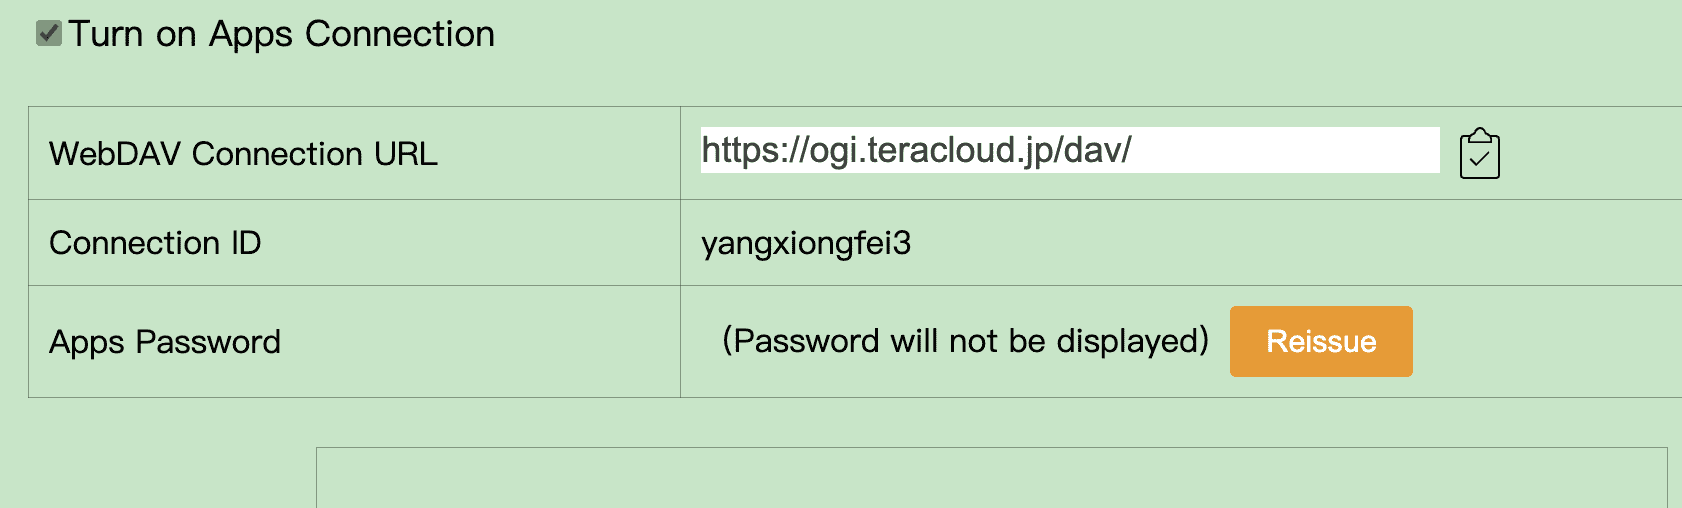 Turn on Apps Connection
WebDAV Connection URL
https://ogi.teracloud.jp/dav/
Connection ID
yangxiongfei3
Apps Password
(Password will not be displayed)
Reissue